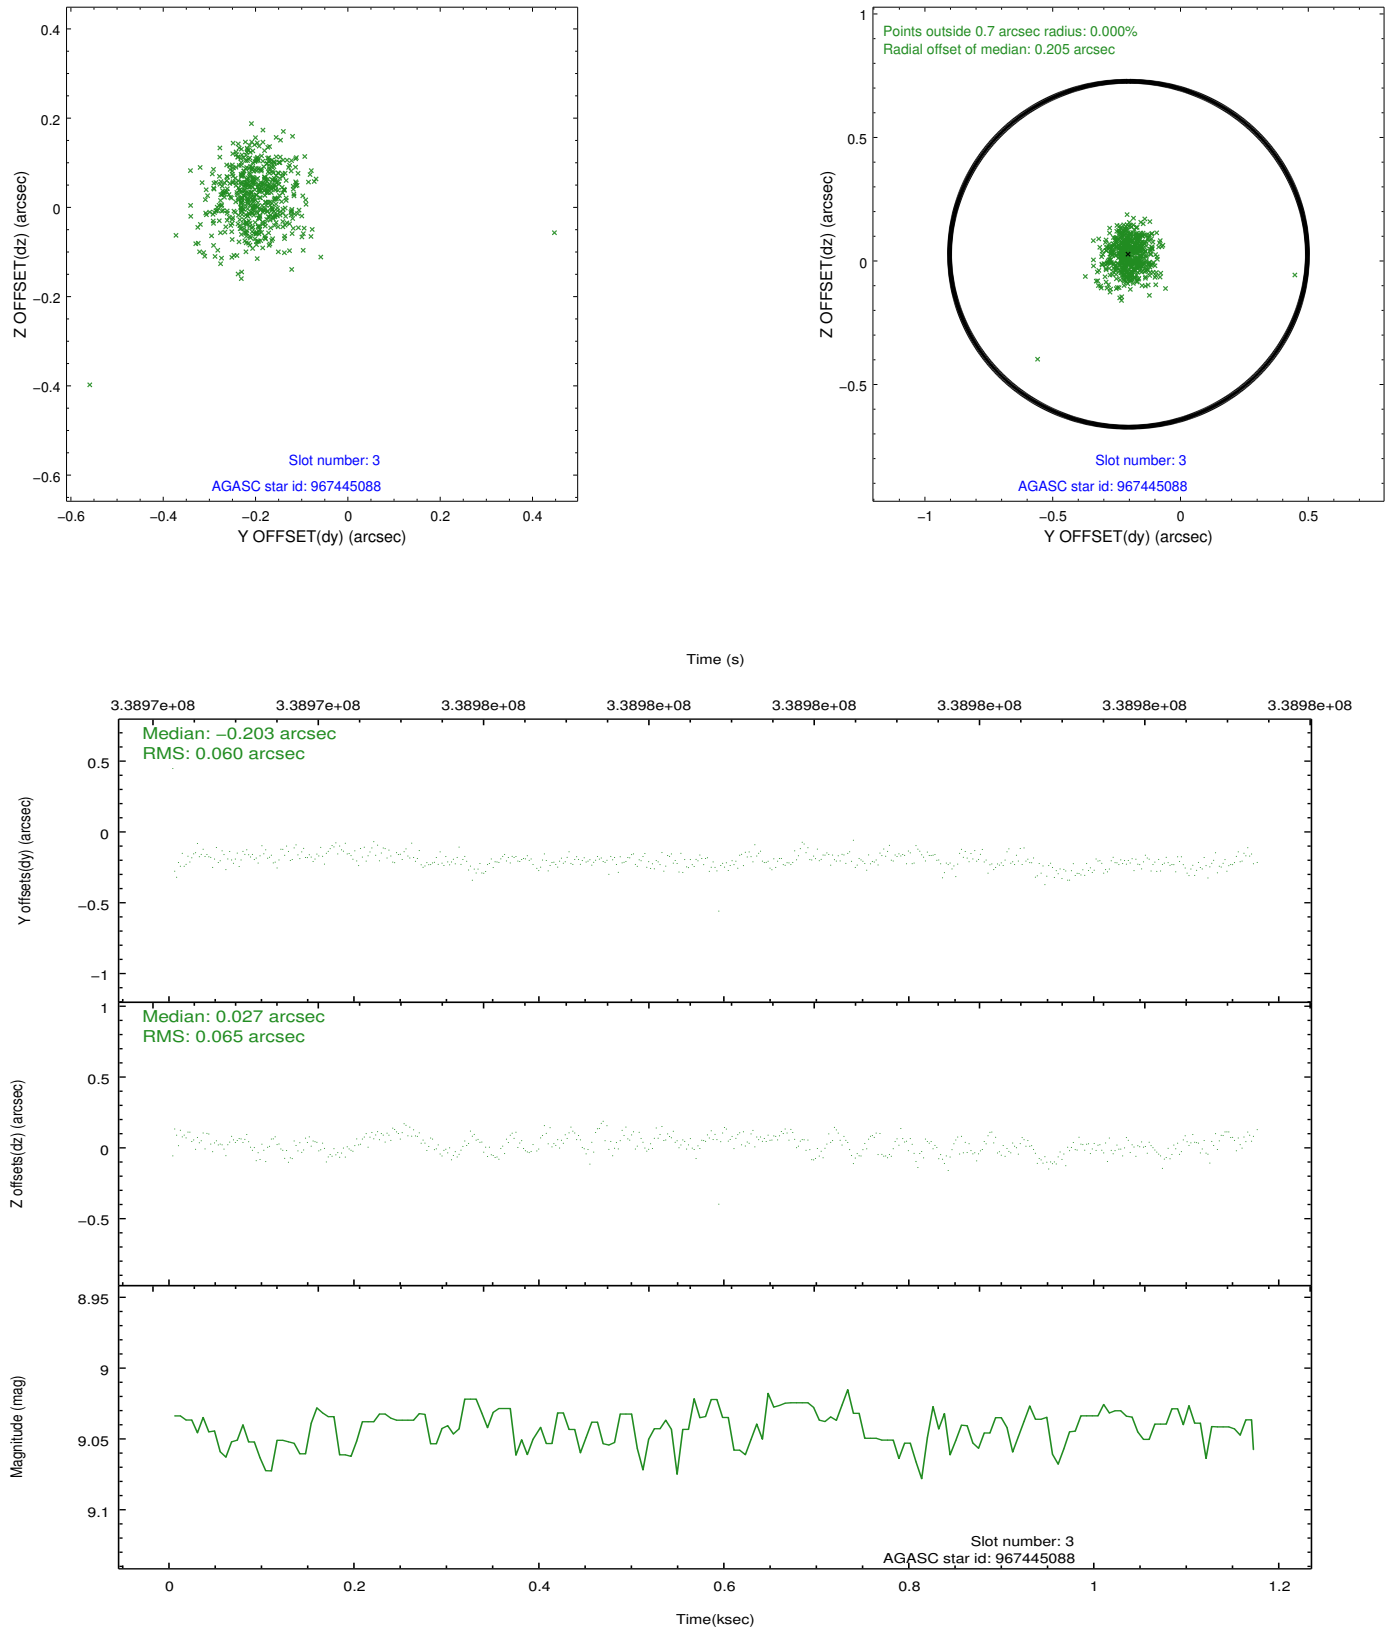 0.4
0.2
0
−0.2
−0.4
−0.6
Z OFFSET(dz) (arcsec)
Slot number: 3
AGASC star id: 967445088
−0.6
−0.4
−0.2
0
0.2
0.4
Y OFFSET(dy) (arcsec)
Points outside 0.7 arcsec radius: 0.000%
Radial offset of median: 0.205 arcsec
1
0.5
0
−0.5
Z OFFSET(dz) (arcsec)
Slot number: 3
AGASC star id: 967445088
−1
−0.5
0
0.5
Y OFFSET(dy) (arcsec)
Time (s)
3.3897e+08
3.3897e+08
3.3898e+08
3.3898e+08
3.3898e+08
3.3898e+08
3.3898e+08
3.3898e+08
Median: −0.203 arcsec
RMS: 0.060 arcsec
0.5
0
−0.5
−1
Y offsets(dy) (arcsec)
Median: 0.027 arcsec
RMS: 0.065 arcsec
1
0.5
0
−0.5
Z offsets(dz) (arcsec)
8.95
9
9.05
9.1
Magnitude (mag)
Slot number: 3
AGASC star id: 967445088
0
0.2
0.4
0.6
0.8
1
1.2
Time(ksec)